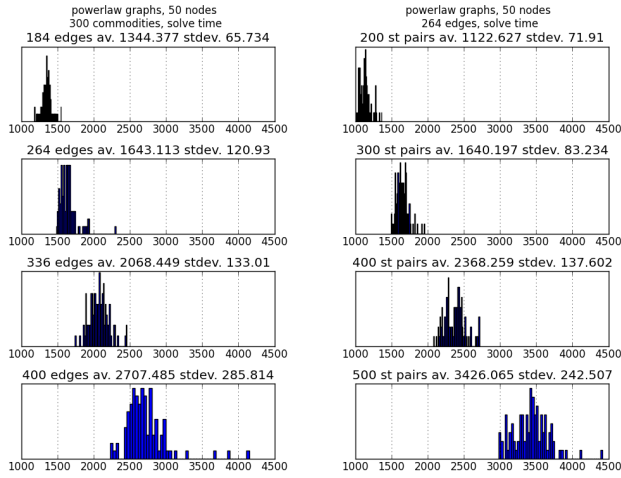 powerlaw graphs, 50 nodes
300 commodities, solve time
184 edges av. 1344.377 stdev. 65.734
1000 1500 2000 2500 3000 3500 4000 4500
264 edges av. 1643.113 stdev. 120.93
1000 1500 2000 2500 3000 3500 4000 4500
336 edges av. 2068.449 stdev. 133.01
1000 1500 2000 2500 3000 3500 4000 4500
400 edges av. 2707.485 stdev. 285.814
1000 1500 2000 2500 3000 3500 4000 4500
powerlaw graphs, 50 nodes
264 edges, solve time
200 st pairs av. 1122.627 stdev. 71.91
1000 1500 2000 2500 3000 3500 4000 4500
300 st pairs av. 1640.197 stdev. 83.234
1000 1500 2000 2500 3000 3500 4000 4500
400 st pairs av. 2368.259 stdev. 137.602
1000 1500 2000 2500 3000 3500 4000 4500
500 st pairs av. 3426.065 stdev. 242.507
1000 1500 2000 2500 3000 3500 4000 4500